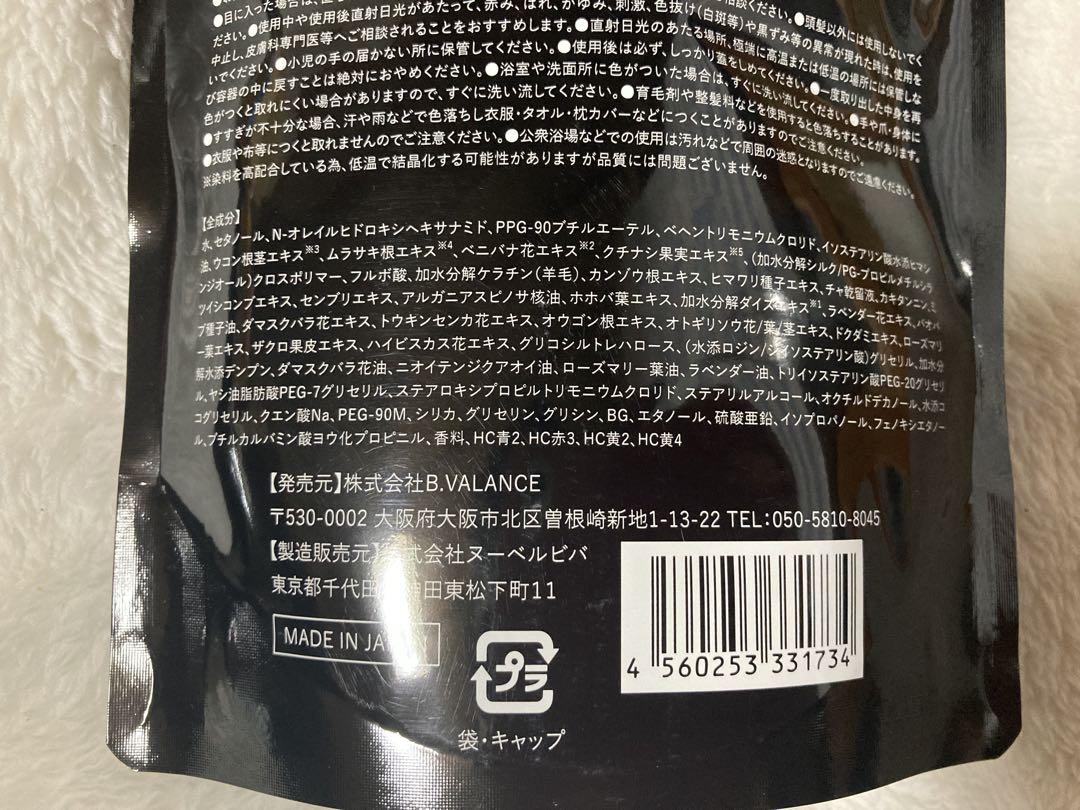 相談ください。●頭髪以外には使用しないで
●目に入った場合は、
ださい。●使用中や使用後直射日光があたって、赤み、はれ、かゆみ、刺激、色抜け(白斑等)や黒ずみ等の異常が現れた時は、使用を
中止し、皮膚科専門医等へご相談されることをおすすめします。●直射日光のあたる場所、極端に高温または低温の場所には保管しな
いでください。●小児の手の届かない所に保管してください。●使用後は必ず、しっかり蓋をしめてください。●一度取り出した中身を再
び容器の中に戻すことは絶対におやめください。●浴室や洗面所に色がついた場合は、すぐに洗い流してください。●手や爪・身体に
色がつくと取れにくい場合がありますので、すぐに洗い流してください。●育毛剤や整髪料などを使用すると色落ちすることがあります。
●すすぎが不十分な場合、汗や雨などで色落ちし衣服・タオル・枕カバーなどにつくことがありますのでご注意ください。
●衣服や布等につくと取れませんのでご注意ください。●公衆浴場などでの使用は汚れなどで周囲の迷惑となりますのでご遠慮ください。
※染料を高配合している為、低温で結晶化する可能性がありますが品質には問題ございません。
【全成分】
水、セタノール、N-オレイルヒドロキシヘキサナミド、PPG-90ブチルエーテル、ベヘントリモニウムクロリド、イソステアリン酸水添ヒマシ
油、ウコン根茎エキス※3、ムラサキ根エキス※4、ベニバナ花エキス※2、クチナシ果実エキス※5、(加水分解シルク/PG-プロピルメチルシラ
ンジオール)クロスポリマー、フルボ酸、加水分解ケラチン(羊毛)、カンゾウ根エキス、ヒマワリ種子エキス、チャ乾留液、カキタンニン、ミ
ツイシコンブエキス、センブリエキス、アルガニアスピノサ核油、ホホバ葉エキス、加水分解ダイズエキス※1、ラベンダー花エキス、バオバ
ブ種子油、ダマスクバラ花エキス、トウキンセンカ花エキス、オウゴン根エキス、オトギリソウ花/葉/茎エキス、ドクダミエキス、ローズマリ
ー葉エキス、ザクロ果皮エキス、ハイビスカス花エキス、グリコシルトレハロース、(水添ロジン/ジイソステアリン酸)グリセリル、加水分
解水添デンプン、ダマスクバラ花油、ニオイテンジクアオイ油、ローズマリー葉油、ラベンダー油、トリイソステアリン酸PEG-20グリセリ
ル、ヤシ油脂肪酸PEG-7グリセリル、ステアロキシプロピルトリモニウムクロリド、ステアリルアルコール、オクチルドデカノール、水添コ
コグリセリル、クエン酸Na、PEG-90M、シリカ、グリセリン、グリシン、BG、エタノール、硫酸亜鉛、イソプロパノール、フェノキシエタノー
ル、ブチルカルバミン酸ヨウ化プロピニル、香料、HC青2、HC赤3、HC黄2、HC黄4
【発売元】株式会社B.VALANCE
〒530-0002 大阪府大阪市北区曽根崎新地1-13-22 TEL:050-5810-8045
【製造販売元】株式会社ヌーベルビバ
東京都千代田区神田東松下町11
MADE IN JAPAN
プラ
袋・キャップ
4 560253 331734